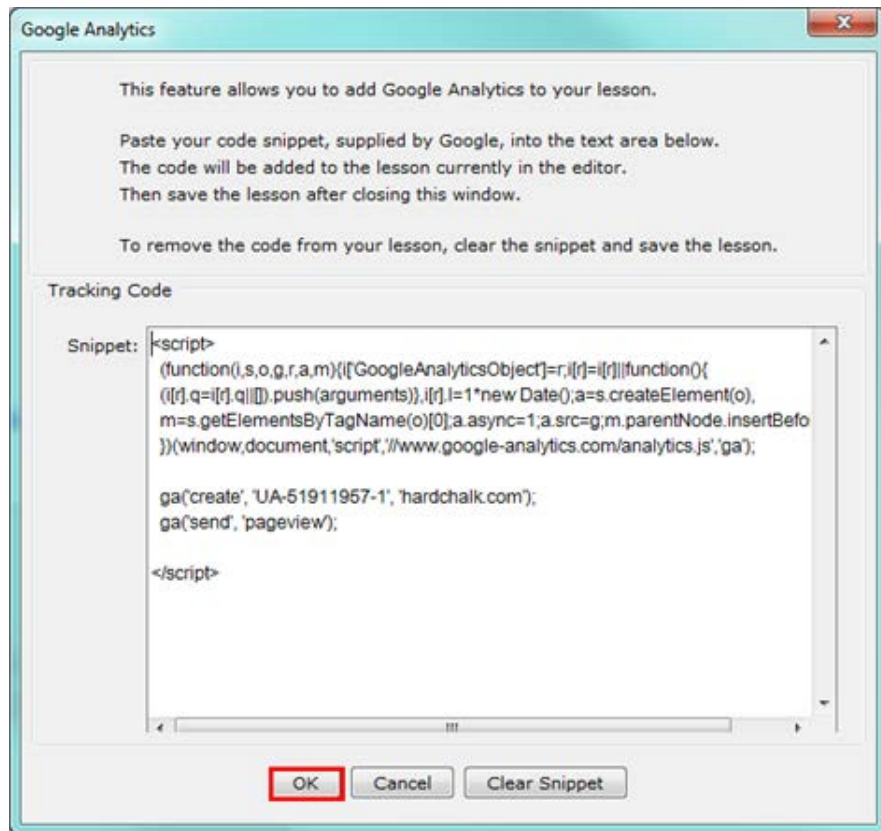 Google Analytics
This feature allows you to add Google Analytics to your lesson.
Paste your code snippet, supplied by Google, into the text area below.
The code will be added to the lesson currently in the editor.
Then save the lesson after closing this window.
To remove the code from your lesson, clear the snippet and save the lesson.
Tracking Code
Snippet:
<script>
(function(i,s,o,g,r,a,m){i['GoogleAnalyticsObject']=r;i[r]=i[r]||function(){
(i[r].q=i[r].q||[]).push(arguments)},i[r].l=1*new Date();a=s.createElement(o),
m=s.getElementsByTagName(o)[0];a.async=1;a.src=g;m.parentNode.insertBefo
})(window,document,'script','//www.google-analytics.com/analytics.js','ga');
ga('create', 'UA-51911957-1', 'hardchalk.com');
ga('send', 'pageview');
</script>
OK Cancel Clear Snippet